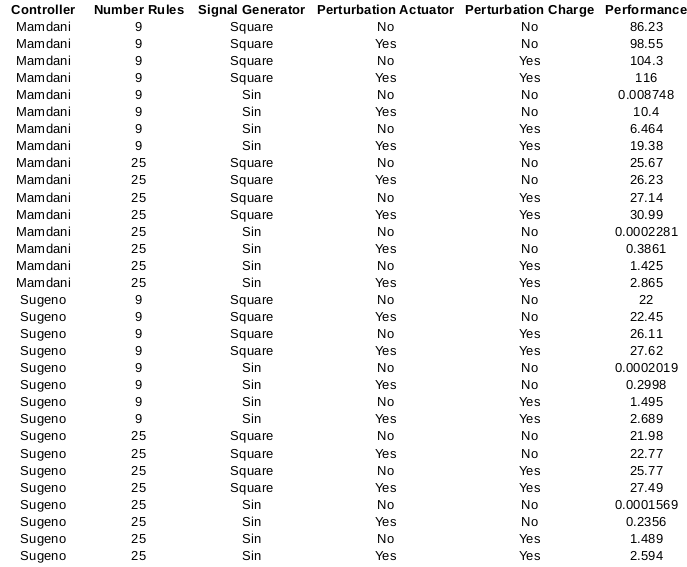 Controller Number Rules Signal Generator Perturbation Actuator Perturbation Charge Performance
Mamdani 9 Square No No 86.23
Mamdani 9 Square Yes No 98.55
Mamdani 9 Square No Yes 104.3
Mamdani 9 Square Yes Yes 116
Mamdani 9 Sin No No 0.008748
Mamdani 9 Sin Yes No 10.4
Mamdani 9 Sin No Yes 6.464
Mamdani 9 Sin Yes Yes 19.38
Mamdani 25 Square No No 25.67
Mamdani 25 Square Yes No 26.23
Mamdani 25 Square No Yes 27.14
Mamdani 25 Square Yes Yes 30.99
Mamdani 25 Sin No No 0.0002281
Mamdani 25 Sin Yes No 0.3861
Mamdani 25 Sin No Yes 1.425
Mamdani 25 Sin Yes Yes 2.865
Sugeno 9 Square No No 22
Sugeno 9 Square Yes No 22.45
Sugeno 9 Square No Yes 26.11
Sugeno 9 Square Yes Yes 27.62
Sugeno 9 Sin No No 0.0002019
Sugeno 9 Sin Yes No 0.2998
Sugeno 9 Sin No Yes 1.495
Sugeno 9 Sin Yes Yes 2.689
Sugeno 25 Square No No 21.98
Sugeno 25 Square Yes No 22.77
Sugeno 25 Square No Yes 25.77
Sugeno 25 Square Yes Yes 27.49
Sugeno 25 Sin No No 0.0001569
Sugeno 25 Sin Yes No 0.2356
Sugeno 25 Sin No Yes 1.489
Sugeno 25 Sin Yes Yes 2.594